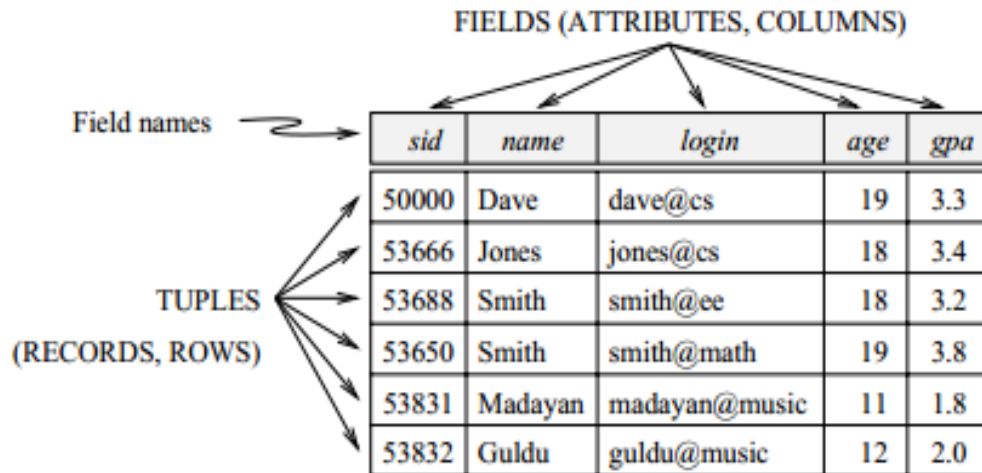 FIELDS (ATTRIBUTES, COLUMNS)
Field names
sid name login age gpa
50000 Dave dave@cs 19 3.3
53666 Jones jones@cs 18 3.4
TUPLES
53688 Smith smith@ee 18 3.2
(RECORDS, ROWS)
53650 Smith smith@math 19 3.8
53831 Madayan madayan@music 11 1.8
53832 Guldu guldu@music 12 2.0